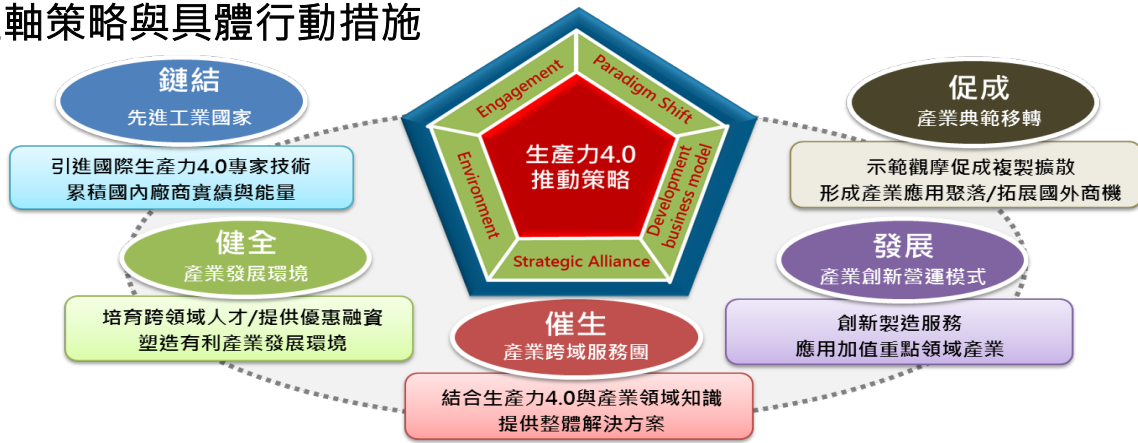 軸策略與具體行動措施
鏈結
先進工業國家
引進國際生產力4.0專家技術
累積國內廠商實績與能量
健全
產業發展環境
培育跨領域人才/提供優惠融資
塑造有利產業發展環境
Engagement
Paradigm Shift
Environment
Development
business model
Strategic Alliance
生產力4.0
推動策略
催生
產業跨域服務團
結合生產力4.0與產業領域知識
提供整體解決方案
促成
產業典範移轉
示範觀摩促成複製擴散
形成產業應用聚落/拓展國外商機
發展
產業創新營運模式
創新製造服務
應用加值重點領域產業